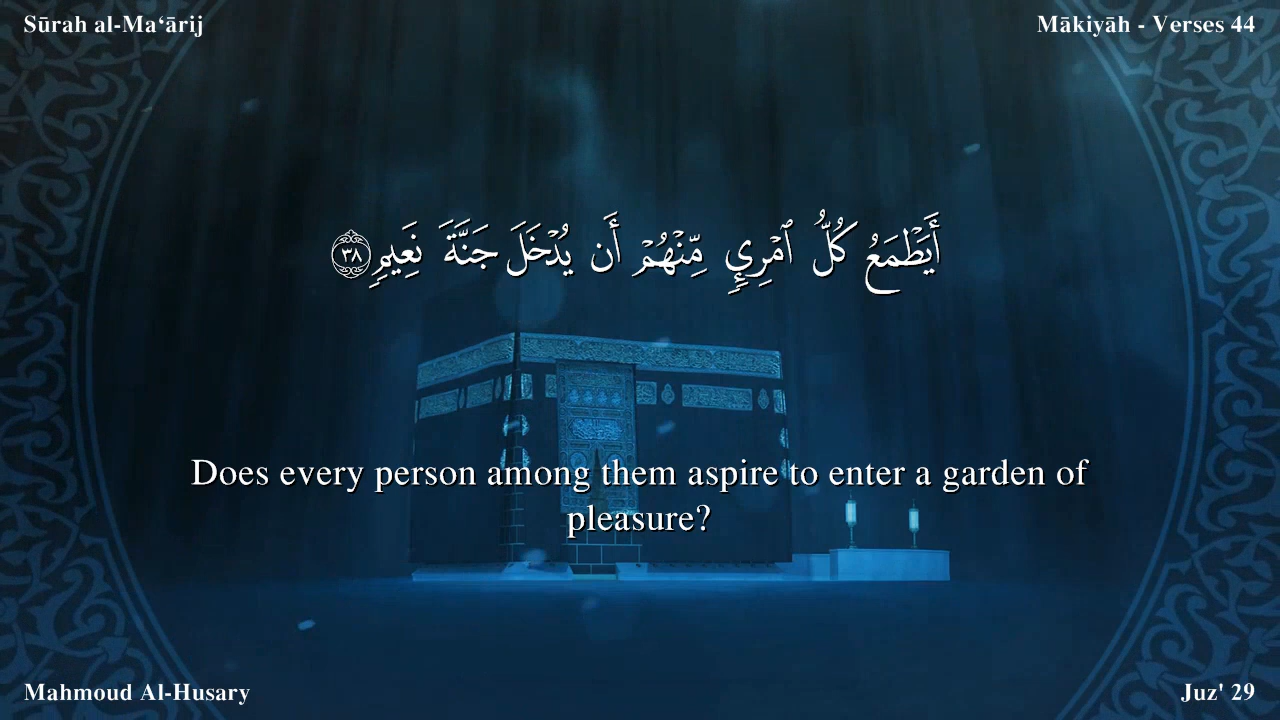 Sūrah al-Ma‘ārij
Mākiyāh - Verses 44
أَيَطْمَعُ كُلُّ ٱمْرِئٍ مِّنْهُمْ أَن يُدْخَلَ جَنَّةَ نَعِيمٍ ٣٨
Does every person among them aspire to enter a garden of
pleasure?
Mahmoud Al-Husary
Juz' 29